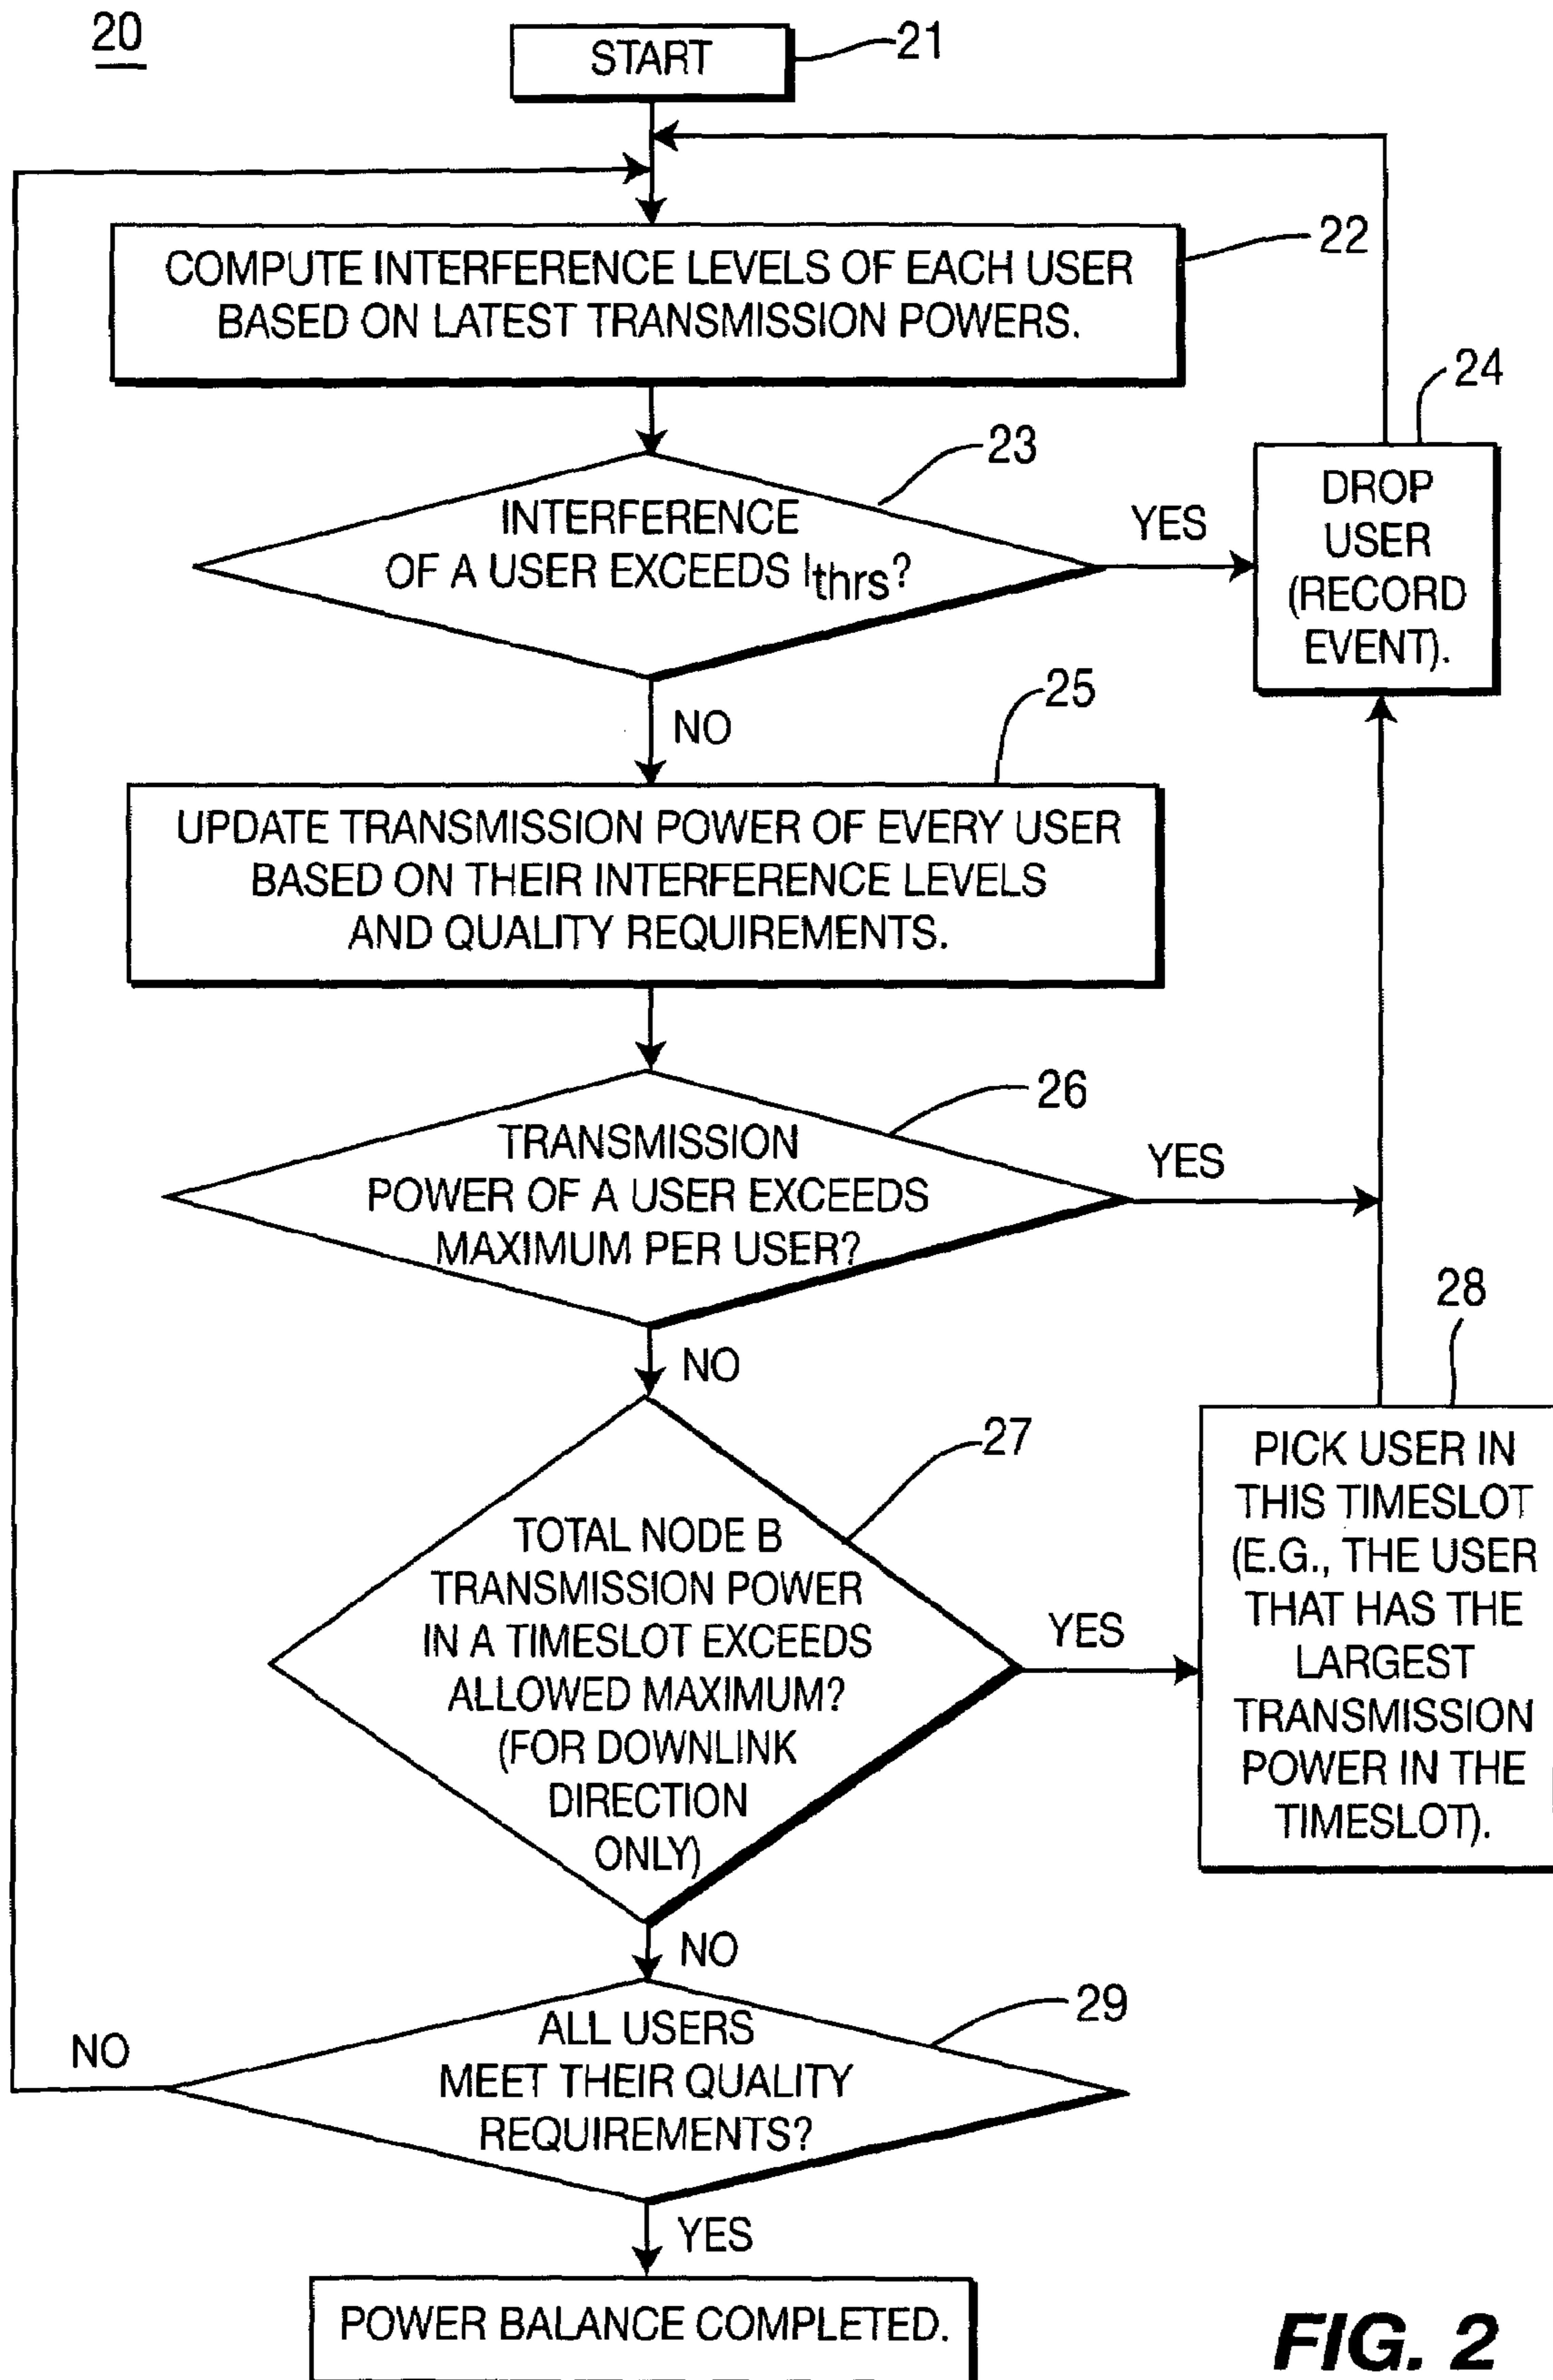 20
START
21
COMPUTE INTERFERENCE LEVELS OF EACH USER
BASED ON LATEST TRANSMISSION POWERS.
22
INTERFERENCE
OF A USER EXCEEDS Ithrs?
23
YES
DROP
USER
(RECORD
EVENT).
24
NO
UPDATE TRANSMISSION POWER OF EVERY USER
BASED ON THEIR INTERFERENCE LEVELS
AND QUALITY REQUIREMENTS.
25
TRANSMISSION
POWER OF A USER EXCEEDS
MAXIMUM PER USER?
26
YES
NO
TOTAL NODE B
TRANSMISSION POWER
IN A TIMESLOT EXCEEDS
ALLOWED MAXIMUM?
(FOR DOWNLINK
DIRECTION
ONLY)
27
YES
PICK USER IN
THIS TIMESLOT
(E.G., THE USER
THAT HAS THE
LARGEST
TRANSMISSION
POWER IN THE
TIMESLOT).
28
NO
ALL USERS
MEET THEIR QUALITY
REQUIREMENTS?
29
NO
YES
POWER BALANCE COMPLETED.
FIG. 2